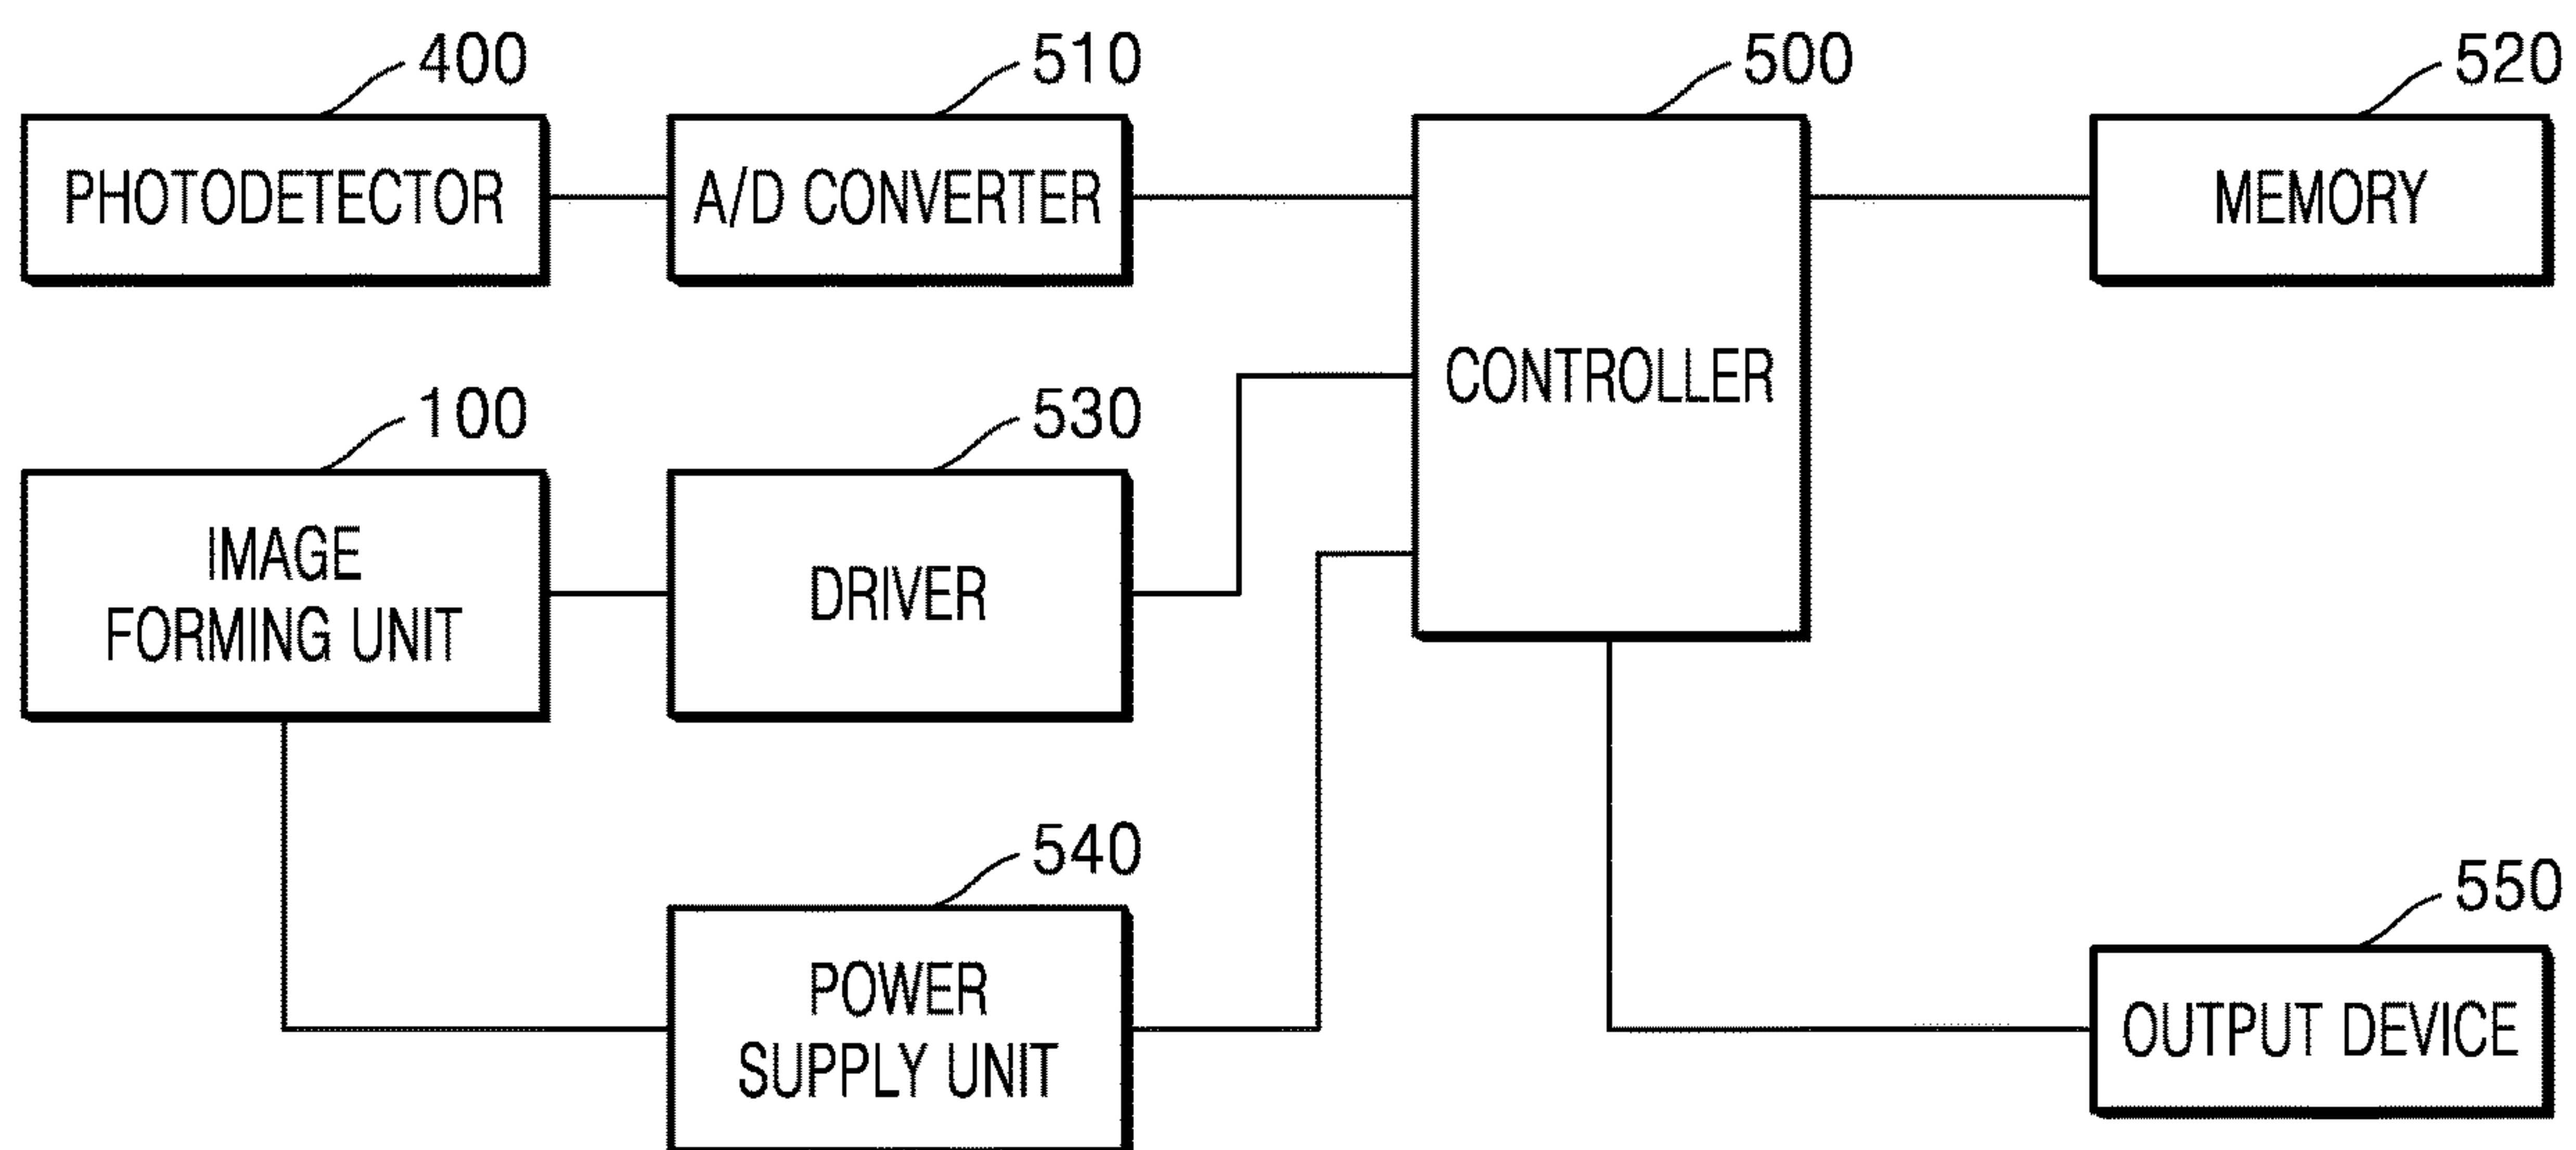 400
510
500
520
PHOTODETECTOR
A/D CONVERTER
CONTROLLER
MEMORY
100
530
IMAGE
FORMING UNIT
DRIVER
540
550
POWER
SUPPLY UNIT
OUTPUT DEVICE